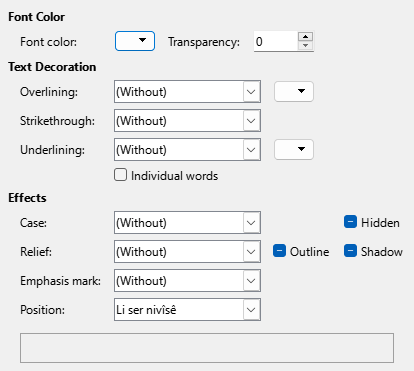 Font Color
Font color: Transparency: 0
Text Decoration
Overlining: (Without)
Strikethrough: (Without)
Underlining: (Without)
Individual words
Effects
Case: (Without) Hidden
Relief: (Without) Outline Shadow
Emphasis mark: (Without)
Position: Li ser nivîsê